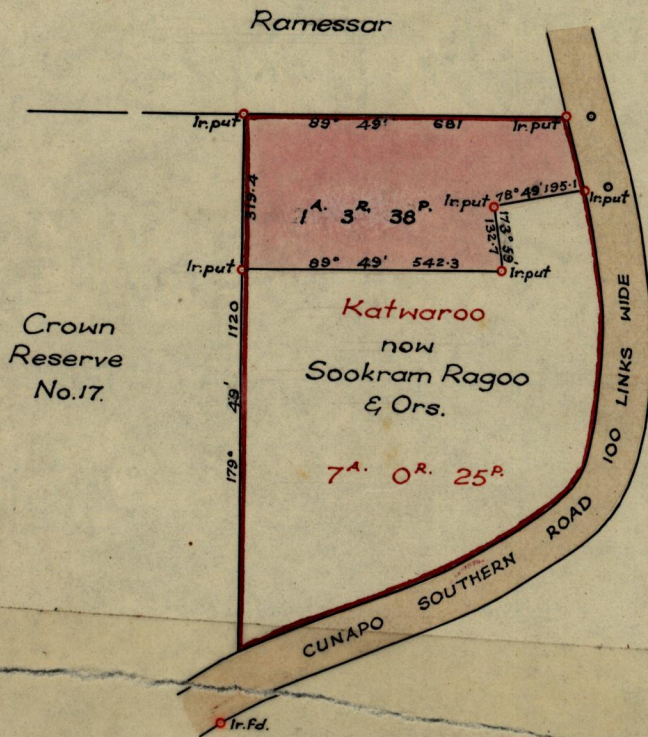 Ramessar
Ir.put
89° 49' 681
Ir.put
319.4
1A. 3R. 38P.
Ir.put
78° 49' 195.1
Ir.put
173° 59'
132.7
Ir.put
89° 49' 542.3
Ir.put
Crown
Reserve
No.17.
179° 49' 1120
Katwaroo
now
Sookram Ragoo
& Ors.
7A. 0R. 25P.
CUNAPO SOUTHERN ROAD 100 LINKS WIDE
Ir.fd.